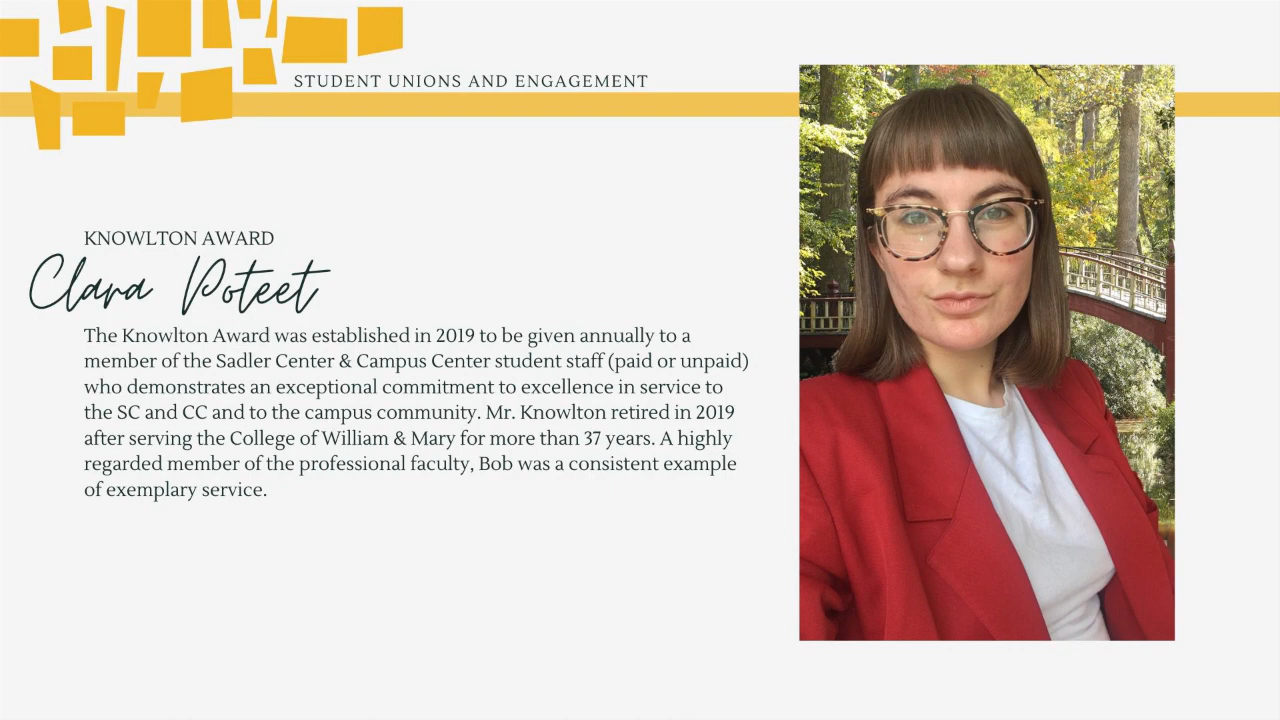 STUDENT UNIONS AND ENGAGEMENT
KNOWLTON AWARD
Clara Poteet
The Knowlton Award was established in 2019 to be given annually to a
member of the Sadler Center & Campus Center student staff (paid or unpaid)
who demonstrates an exceptional commitment to excellence in service to
the SC and CC and to the campus community. Mr. Knowlton retired in 2019
after serving the College of William & Mary for more than 37 years. A highly
regarded member of the professional faculty, Bob was a consistent example
of exemplary service.